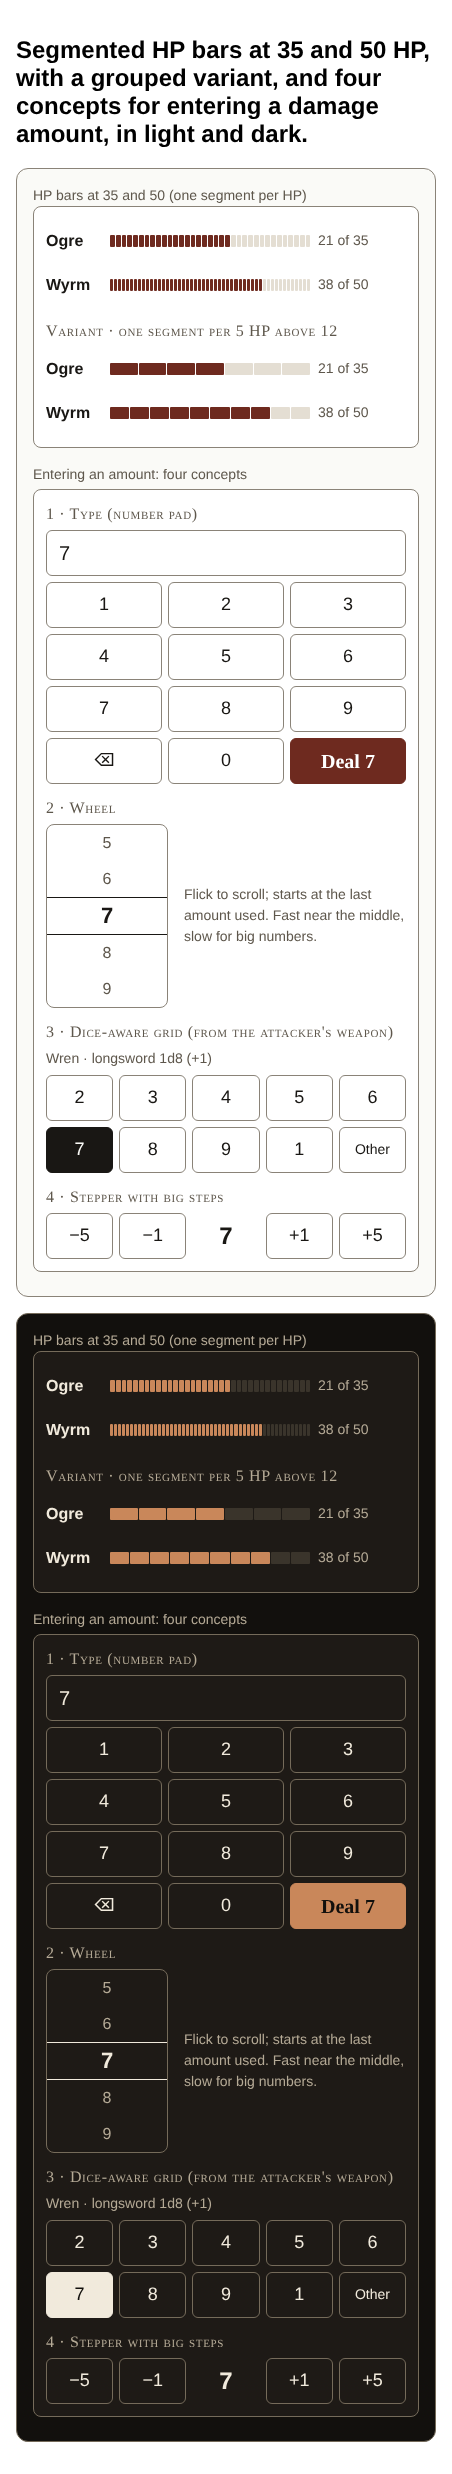 Segmented HP bars at 35 and 50 HP,
with a grouped variant, and four
concepts for entering a damage
amount, in light and dark.
HP bars at 35 and 50 (one segment per HP)
Ogre 21 of 35
Wyrm 38 of 50
Variant · one segment per 5 HP above 12
Ogre 21 of 35
Wyrm 38 of 50
Entering an amount: four concepts
1 · Type (number pad)
7
1 2 3
4 5 6
7 8 9
0 Deal 7
2 · Wheel
5
6
7
8
9
Flick to scroll; starts at the last
amount used. Fast near the middle,
slow for big numbers.
3 · Dice-aware grid (from the attacker's weapon)
Wren · longsword 1d8 (+1)
2 3 4 5 6
7 8 9 1 Other
4 · Stepper with big steps
−5 −1 7 +1 +5
HP bars at 35 and 50 (one segment per HP)
Ogre 21 of 35
Wyrm 38 of 50
Variant · one segment per 5 HP above 12
Ogre 21 of 35
Wyrm 38 of 50
Entering an amount: four concepts
1 · Type (number pad)
7
1 2 3
4 5 6
7 8 9
0 Deal 7
2 · Wheel
5
6
7
8
9
Flick to scroll; starts at the last
amount used. Fast near the middle,
slow for big numbers.
3 · Dice-aware grid (from the attacker's weapon)
Wren · longsword 1d8 (+1)
2 3 4 5 6
7 8 9 1 Other
4 · Stepper with big steps
−5 −1 7 +1 +5